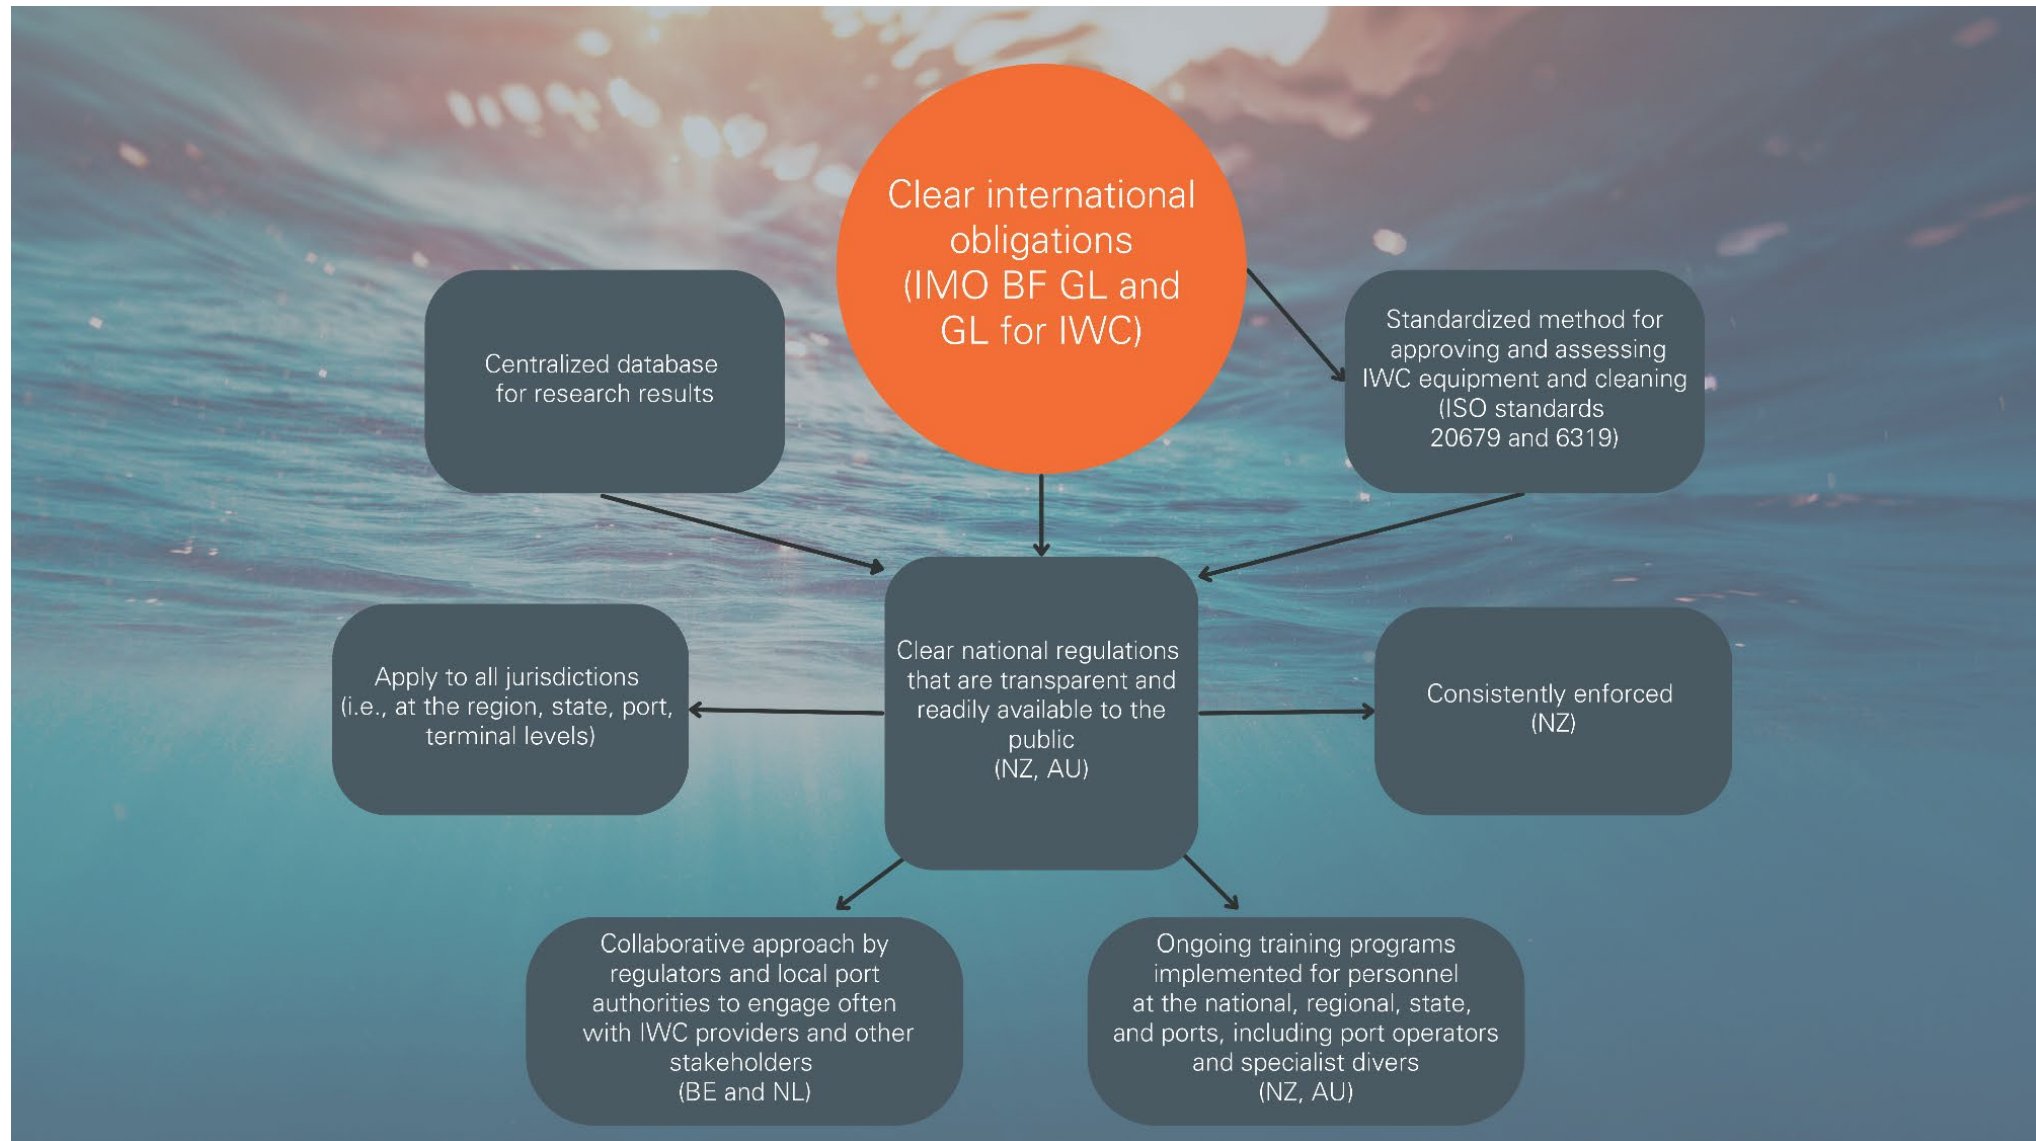 Clear international
obligations
(IMO BF GL and
GL for IWC)
Centralized database
for research results
Standardized method for
approving and assessing
IWC equipment and cleaning
(ISO standards
20679 and 6319)
Clear national regulations
that are transparent and
readily available to the
public
(NZ, AU)
Apply to all jurisdictions
(i.e., at the region, state, port,
terminal levels)
Consistently enforced
(NZ)
Collaborative approach by
regulators and local port
authorities to engage often
with IWC providers and other
stakeholders
(BE and NL)
Ongoing training programs
implemented for personnel
at the national, regional, state,
and ports, including port operators
and specialist divers
(NZ, AU)